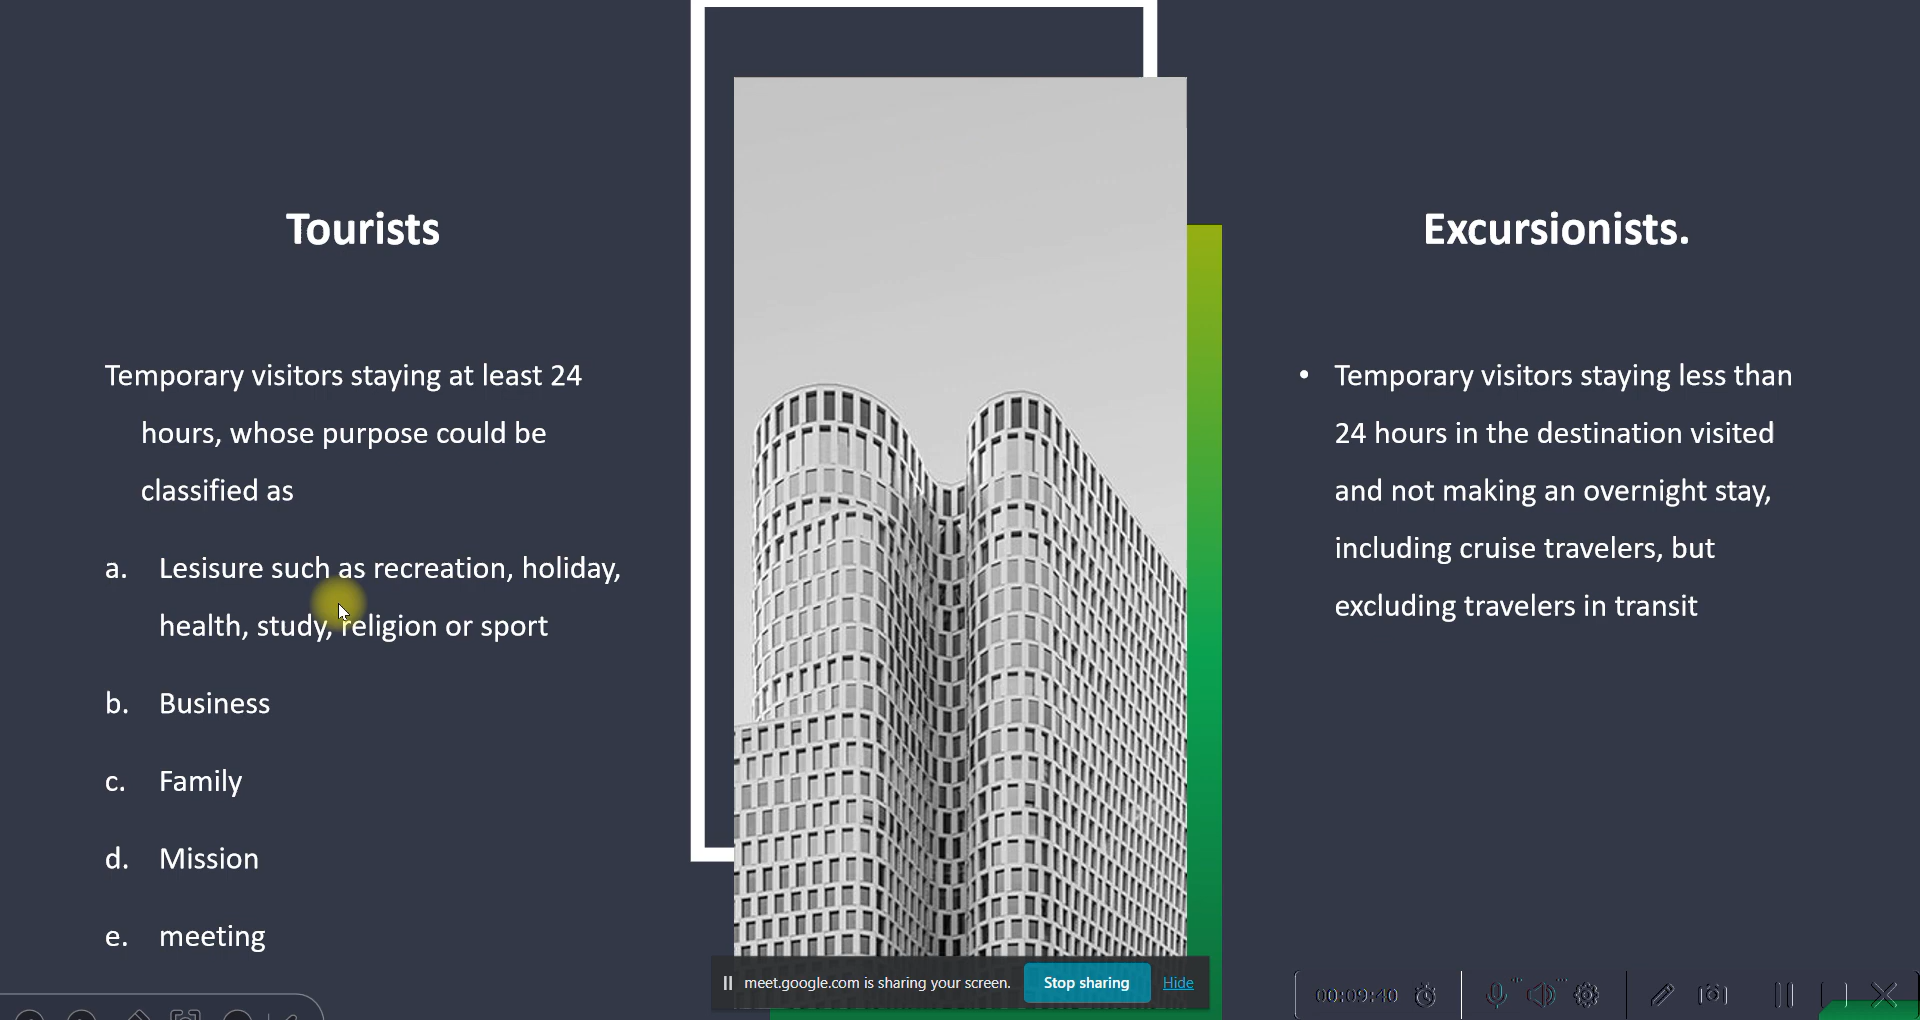 Tourists
Temporary visitors staying at least 24
hours, whose purpose could be
classified as
a. Lesisure such as recreation, holiday,
health, study, religion or sport
b. Business
c. Family
d. Mission
e. meeting
Excursionists.
• Temporary visitors staying less than
24 hours in the destination visited
and not making an overnight stay,
including cruise travelers, but
excluding travelers in transit
meet.google.com is sharing your screen. Stop sharing Hide
00:09:40